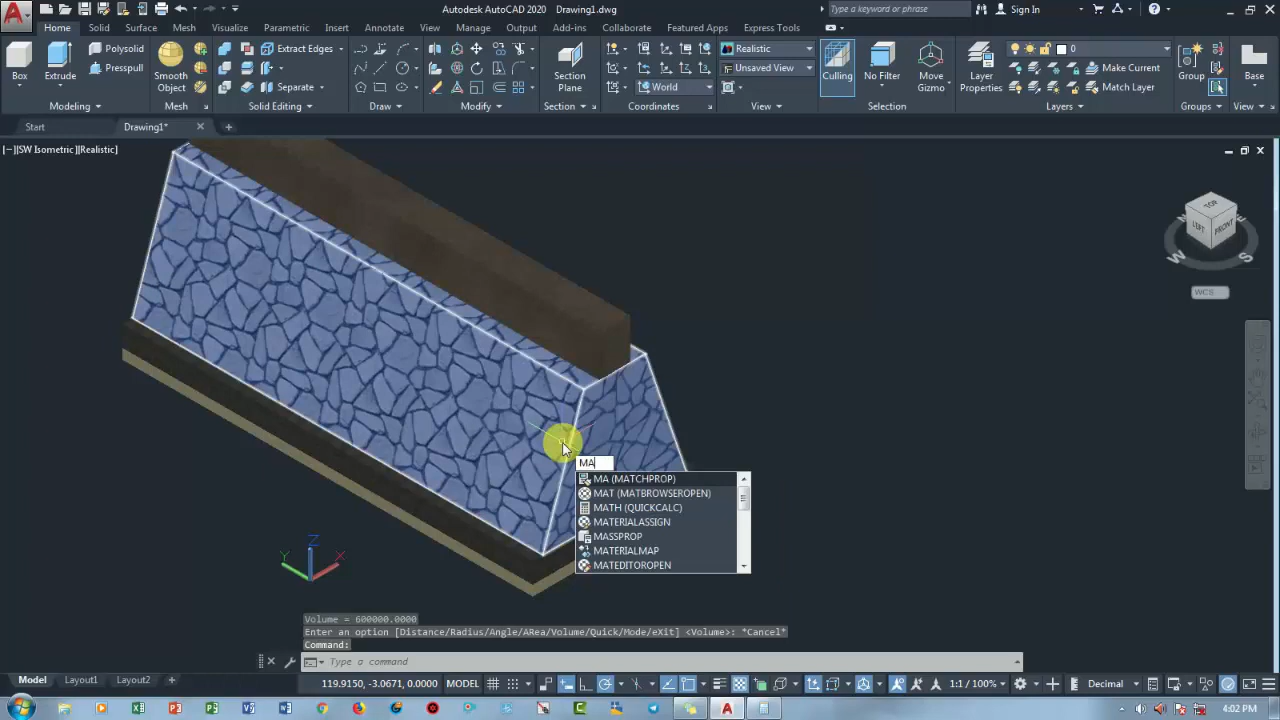 Autodesk AutoCAD 2020 Drawing1.dwg
Type a keyword or phrase
Sign In
Home Solid Surface Mesh Visualize Parametric Insert Annotate View Manage Output Add-ins Collaborate Featured Apps Express Tools
Box
Extrude
Polysolid
Presspull
Smooth
Object
Extract Edges
Separate
Section
Plane
World
Realistic
Unsaved View
Culling
No Filter
Move
Gizmo
Layer
Properties
0
Make Current
Match Layer
Group
Base
Modeling Mesh Solid Editing Draw Modify Section Coordinates View Selection Layers Groups View
Start Drawing1*
[−][SW Isometric][Realistic]
TOP
LEFT
FRONT
W
S
WCS
MA
MA (MATCHPROP)
MAT (MATBROWSEROPEN)
MATH (QUICKCALC)
MATERIALASSIGN
MASSPROP
MATERIALMAP
MATEDITOROPEN
Z
Y
X
Volume = 600000.0000
Enter an option [Distance/Radius/Angle/ARea/Volume/Quick/Mode/eXit] <Volume>: *Cancel*
Command:
Type a command
Model Layout1 Layout2
119.9150, -3.0671, 0.0000 MODEL
1:1 / 100%
Decimal
4:02 PM